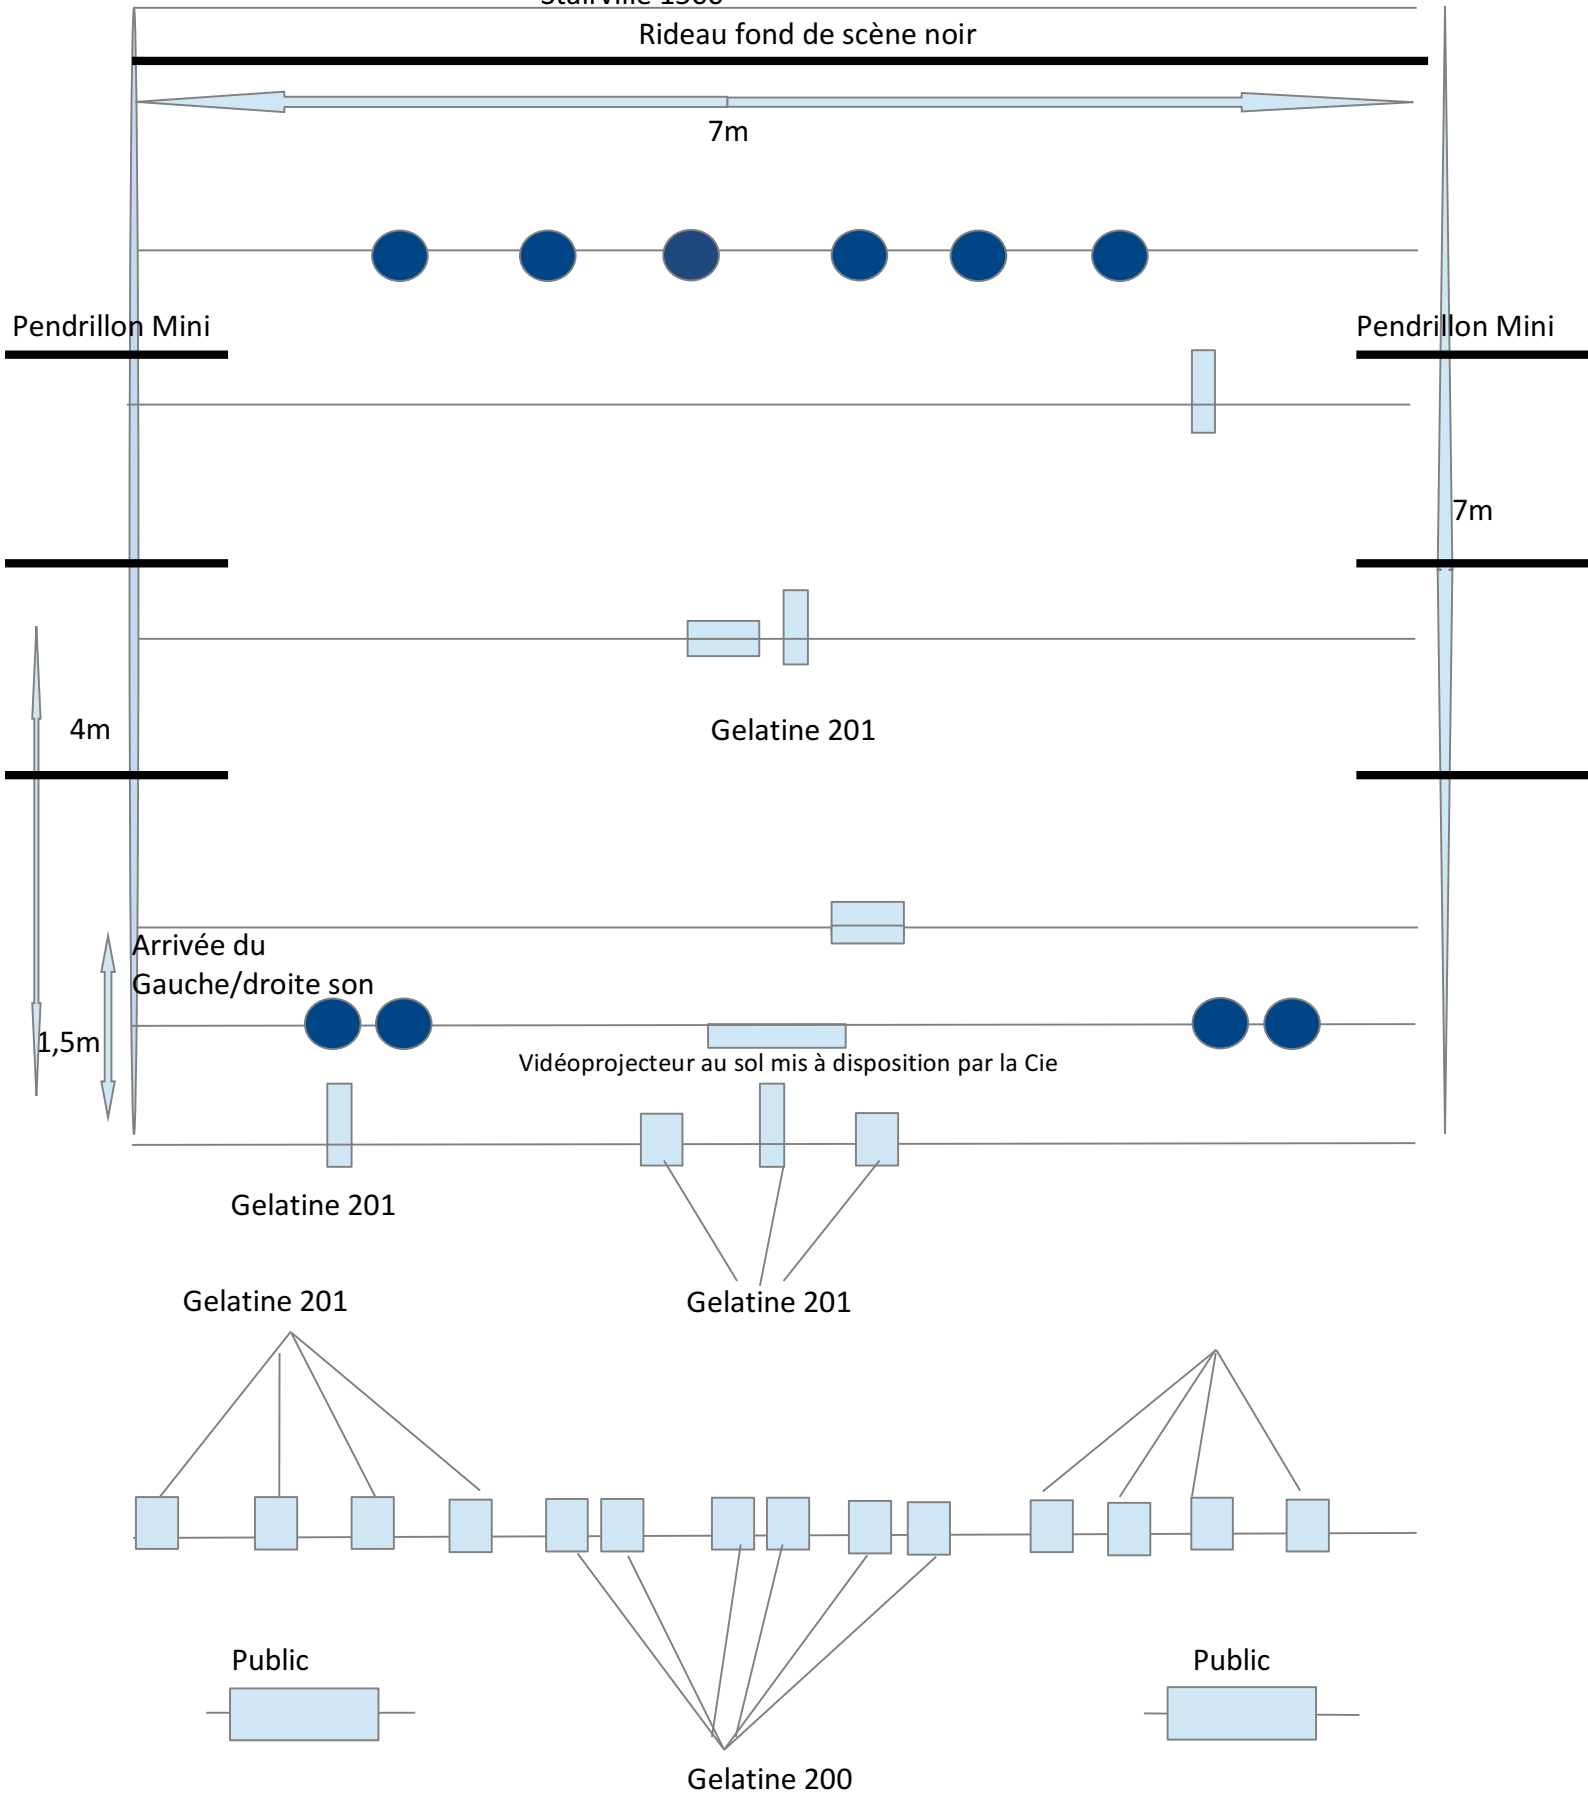 Rideau fond de scène noir
7m
Pendrillon Mini
Pendrillon Mini
7m
4m
Gelatine 201
Arrivée du
Gauche/droite son
1,5m
Vidéoprojecteur au sol mis à disposition par la Cie
Gelatine 201
Gelatine 201
Gelatine 201
Public
Public
Gelatine 200